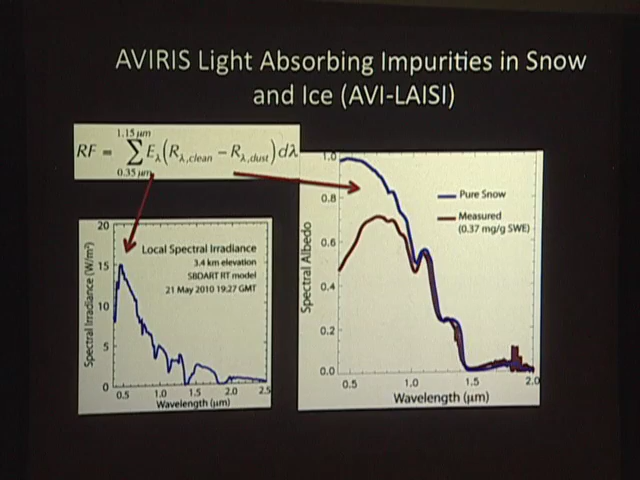 AVIRIS Light Absorbing Impurities in Snow
and Ice (AVI-LAISI)
1.15 μm
RF = ∑ Eλ(Rλ,clean − Rλ,dust)dλ
0.35 μm
20
15
10
5
0
Spectral Irradiance (W/m²)
Local Spectral Irradiance
3.4 km elevation
SBDART RT model
21 May 2010 19:27 GMT
0.5 1.0 1.5 2.0 2.5
Wavelength (μm)
1.0
0.8
0.6
0.4
0.2
0.0
Spectral Albedo
Pure Snow
Measured
(0.37 mg/g SWE)
0.5 1.0 1.5 2.0
Wavelength (μm)